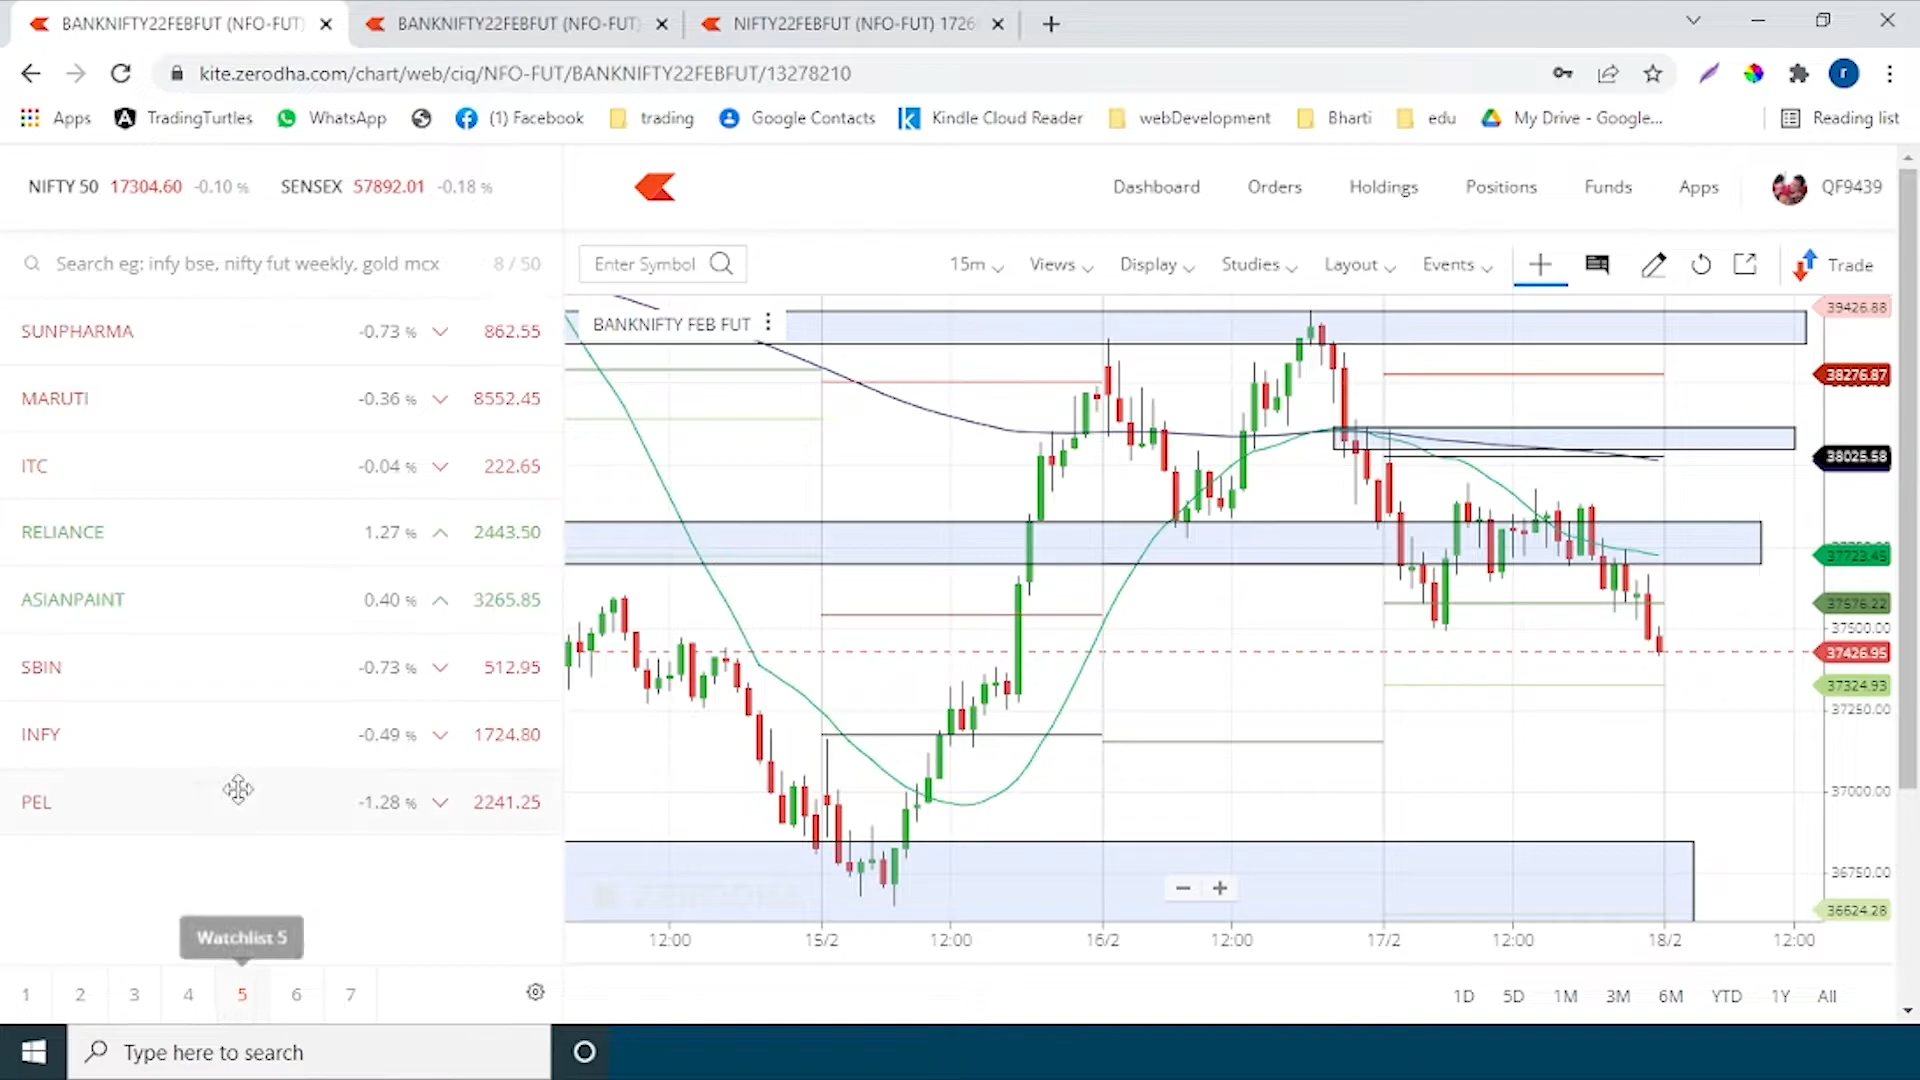 BANKNIFTY22FEBFUT (NFO-FUT)
BANKNIFTY22FEBFUT (NFO-FUT)
NIFTY22FEBFUT (NFO-FUT) 1726
kite.zerodha.com/chart/web/ciq/NFO-FUT/BANKNIFTY22FEBFUT/13278210
r
Apps
TradingTurtles
WhatsApp
(1) Facebook
trading
Google Contacts
Kindle Cloud Reader
webDevelopment
Bharti
edu
My Drive - Google...
Reading list
NIFTY 50 17304.60 -0.10 %
SENSEX 57892.01 -0.18 %
Dashboard
Orders
Holdings
Positions
Funds
Apps
QF9439
Search eg: infy bse, nifty fut weekly, gold mcx
8 / 50
Enter Symbol
15m
Views
Display
Studies
Layout
Events
Trade
SUNPHARMA -0.73 % 862.55
MARUTI -0.36 % 8552.45
ITC -0.04 % 222.65
RELIANCE 1.27 % 2443.50
ASIANPAINT 0.40 % 3265.85
SBIN -0.73 % 512.95
INFY -0.49 % 1724.80
PEL -1.28 % 2241.25
Watchlist 5
1 2 3 4 5 6 7
BANKNIFTY FEB FUT
39426.88
38276.87
38025.58
37723.45
37576.22
37500.00
37426.95
37324.93
37250.00
37000.00
36750.00
36624.28
ZERODHA
12:00 15/2 12:00 16/2 12:00 17/2 12:00 18/2 12:00
1D 5D 1M 3M 6M YTD 1Y All
Type here to search